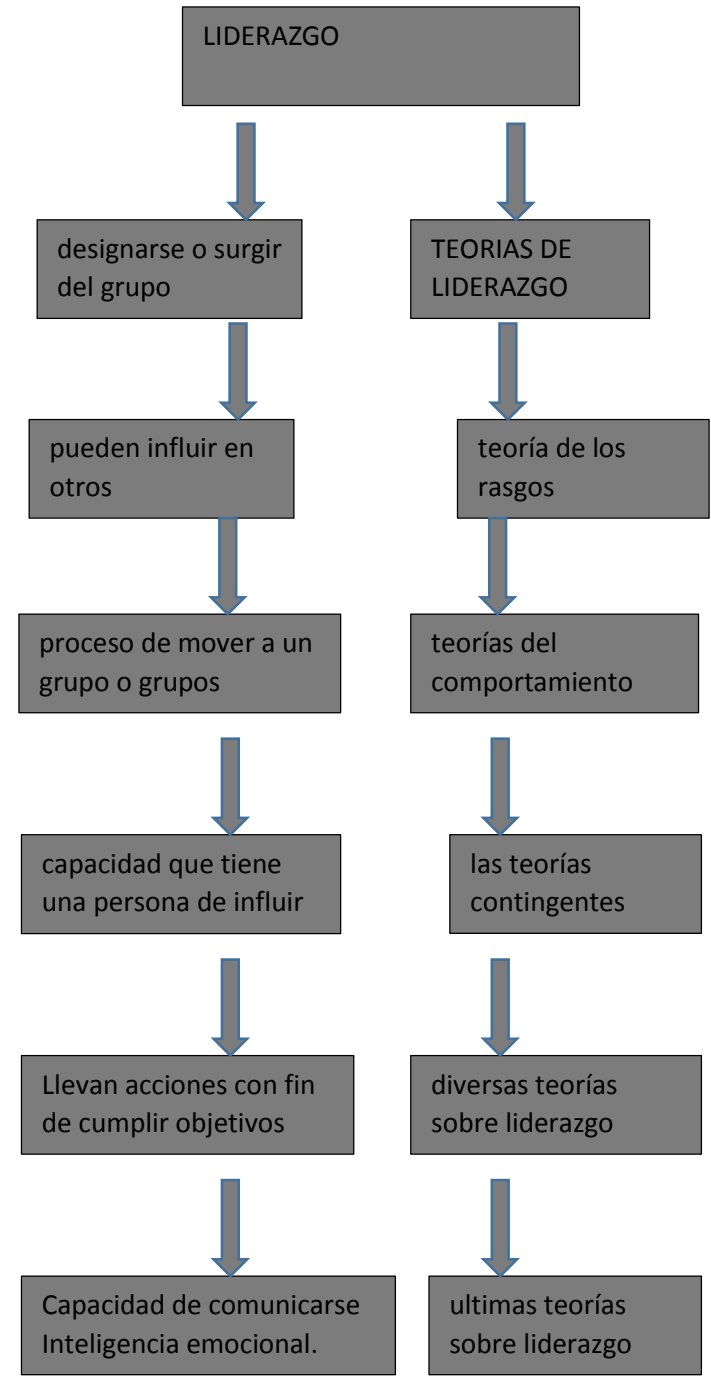 LIDERAZGO
designarse o surgir
del grupo
TEORIAS DE
LIDERAZGO
pueden influir en
otros
teoría de los
rasgos
proceso de mover a un
grupo o grupos
teorías del
comportamiento
capacidad que tiene
una persona de influir
las teorías
contingentes
Llevan acciones con fin
de cumplir objetivos
diversas teorías
sobre liderazgo
Capacidad de comunicarse
Inteligencia emocional.
ultimas teorías
sobre liderazgo